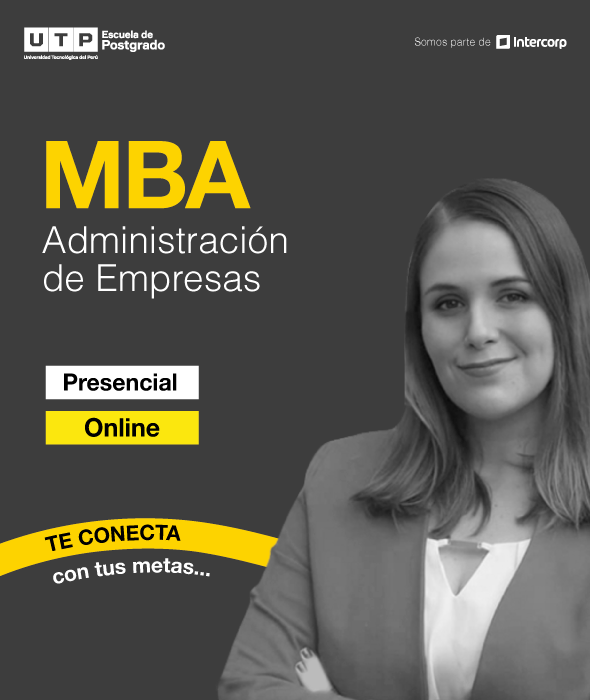 UTP
Escuela de
Postgrado
Universidad Tecnológica del Perú
Somos parte de Intercorp
MBA
Administración
de Empresas
Presencial
Online
TE CONECTA
con tus metas...